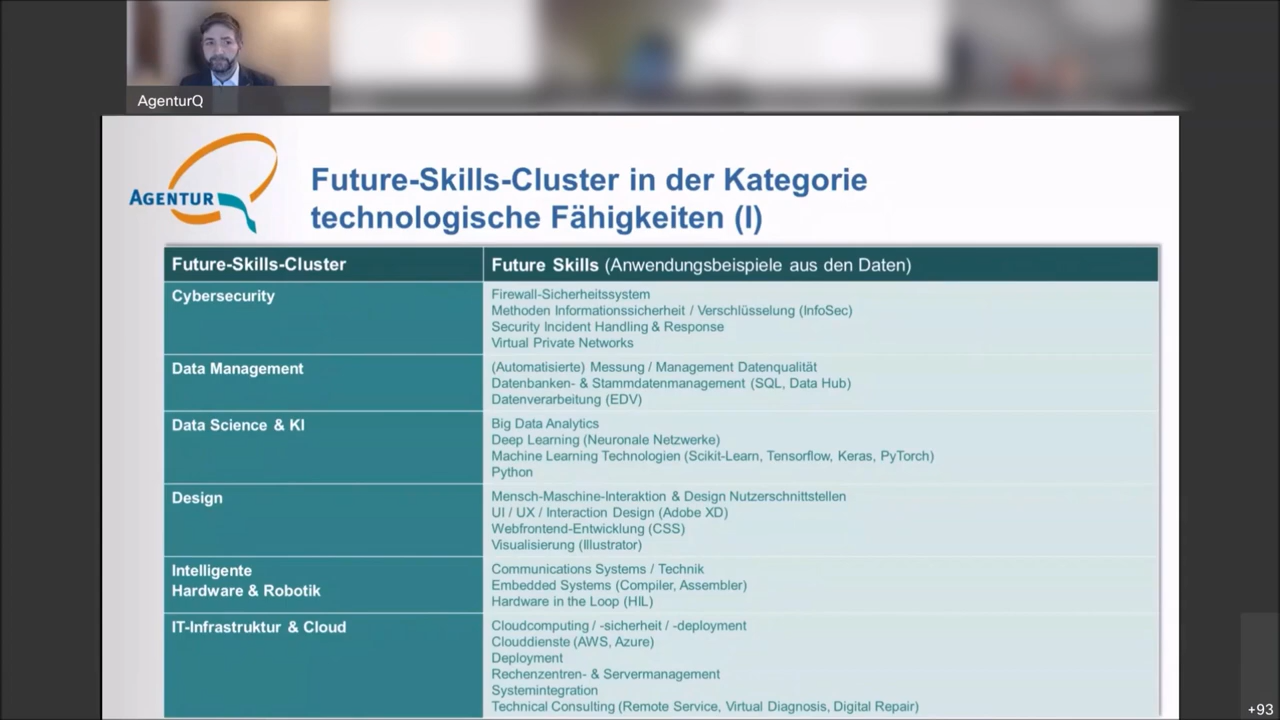 AgenturQ
AGENTUR
Future-Skills-Cluster in der Kategorie
technologische Fähigkeiten (I)
Future-Skills-Cluster
Future Skills (Anwendungsbeispiele aus den Daten)
Cybersecurity
Firewall-Sicherheitssystem
Methoden Informationssicherheit / Verschlüsselung (InfoSec)
Security Incident Handling & Response
Virtual Private Networks
Data Management
(Automatisierte) Messung / Management Datenqualität
Datenbanken- & Stammdatenmanagement (SQL, Data Hub)
Datenverarbeitung (EDV)
Data Science & KI
Big Data Analytics
Deep Learning (Neuronale Netzwerke)
Machine Learning Technologien (Scikit-Learn, Tensorflow, Keras, PyTorch)
Python
Design
Mensch-Maschine-Interaktion & Design Nutzerschnittstellen
UI / UX / Interaction Design (Adobe XD)
Webfrontend-Entwicklung (CSS)
Visualisierung (Illustrator)
Intelligente
Hardware & Robotik
Communications Systems / Technik
Embedded Systems (Compiler, Assembler)
Hardware in the Loop (HIL)
IT-Infrastruktur & Cloud
Cloudcomputing / -sicherheit / -deployment
Clouddienste (AWS, Azure)
Deployment
Rechenzentren- & Servermanagement
Systemintegration
Technical Consulting (Remote Service, Virtual Diagnosis, Digital Repair)
+93